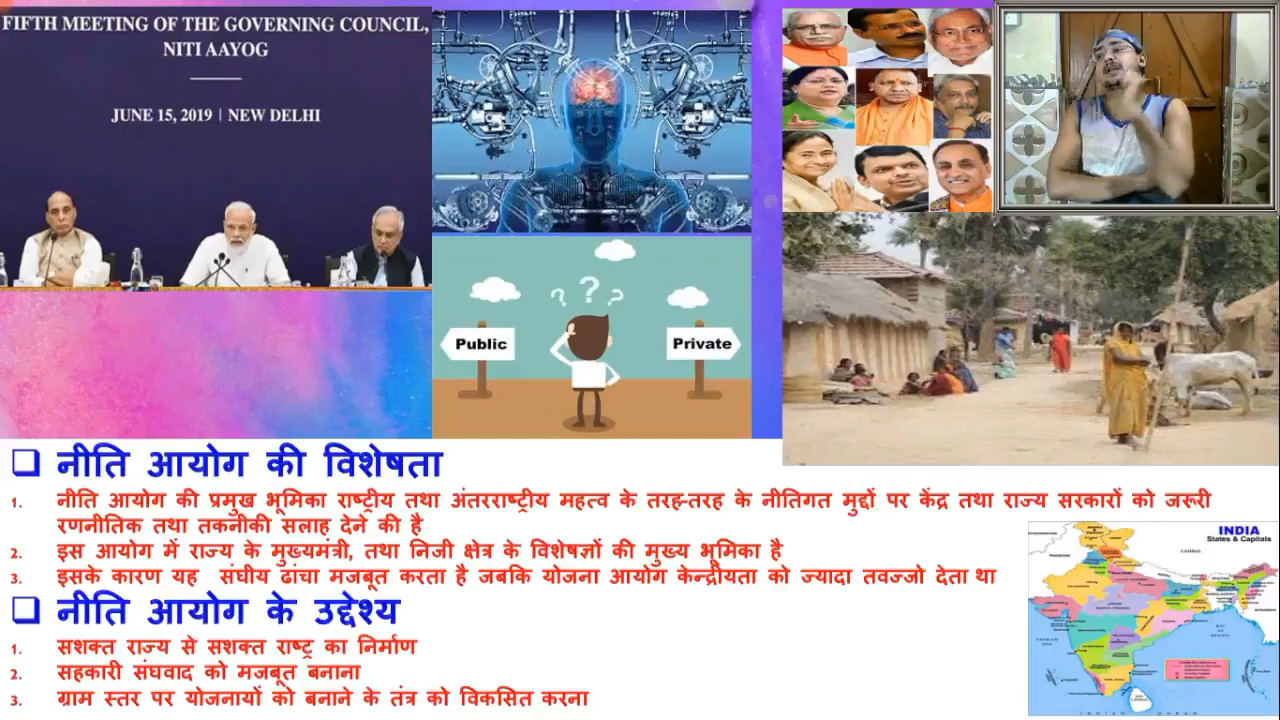 FIFTH MEETING OF THE GOVERNING COUNCIL,
NITI AAYOG
JUNE 15, 2019 | NEW DELHI
Public
? ? ?
Private
❑ नीति आयोग की विशेषता
1. नीति आयोग की प्रमुख भूमिका राष्ट्रीय तथा अंतरराष्ट्रीय महत्व के तरह-तरह के नीतिगत मुद्दों पर केंद्र तथा राज्य सरकारों को जरूरी
रणनीतिक तथा तकनीकी सलाह देने की है
2. इस आयोग में राज्य के मुख्यमंत्री, तथा निजी क्षेत्र के विशेषज्ञों की मुख्य भूमिका है
3. इसके कारण यह संघीय ढांचा मजबूत करता है जबकि योजना आयोग केन्द्रीयता को ज्यादा तवज्जो देता था
❑ नीति आयोग के उद्देश्य
1. सशक्त राज्य से सशक्त राष्ट्र का निर्माण
2. सहकारी संघवाद को मजबूत बनाना
3. ग्राम स्तर पर योजनायों को बनाने के तंत्र को विकसित करना
INDIA
States & Capitals